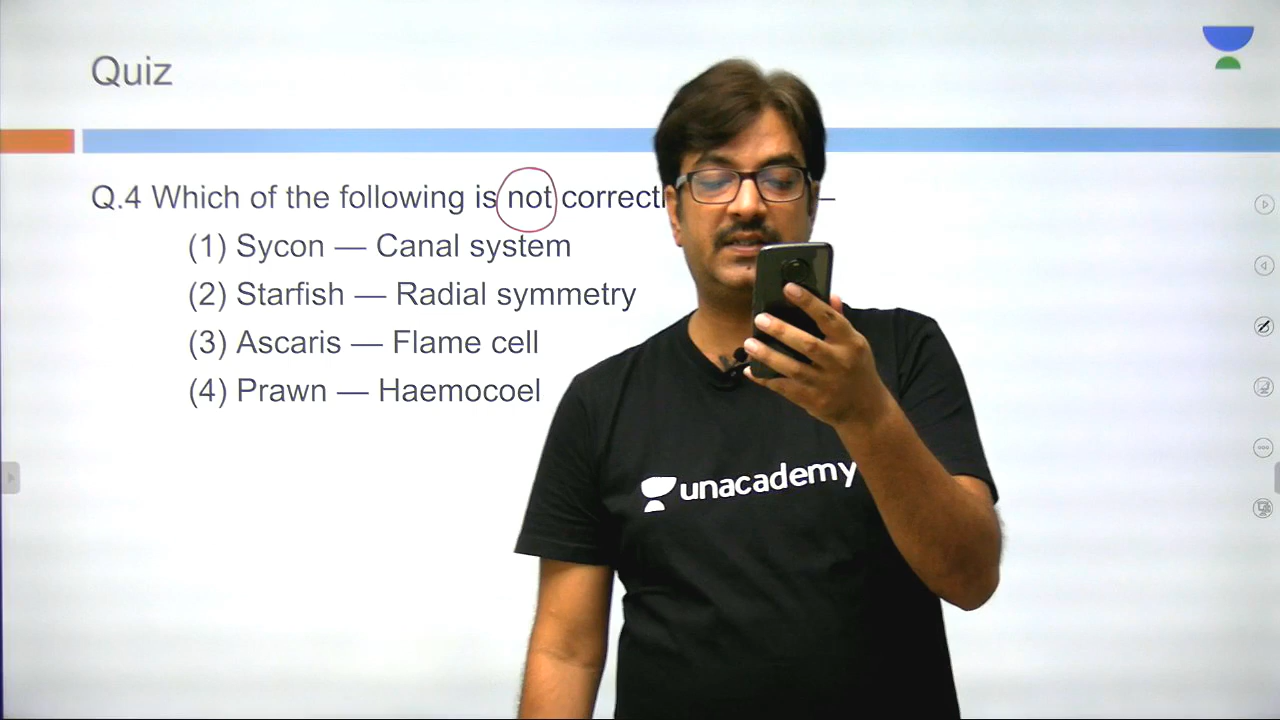 Quiz
Q.4 Which of the following is not correctl –
(1) Sycon — Canal system
(2) Starfish — Radial symmetry
(3) Ascaris — Flame cell
(4) Prawn — Haemocoel
unacademy